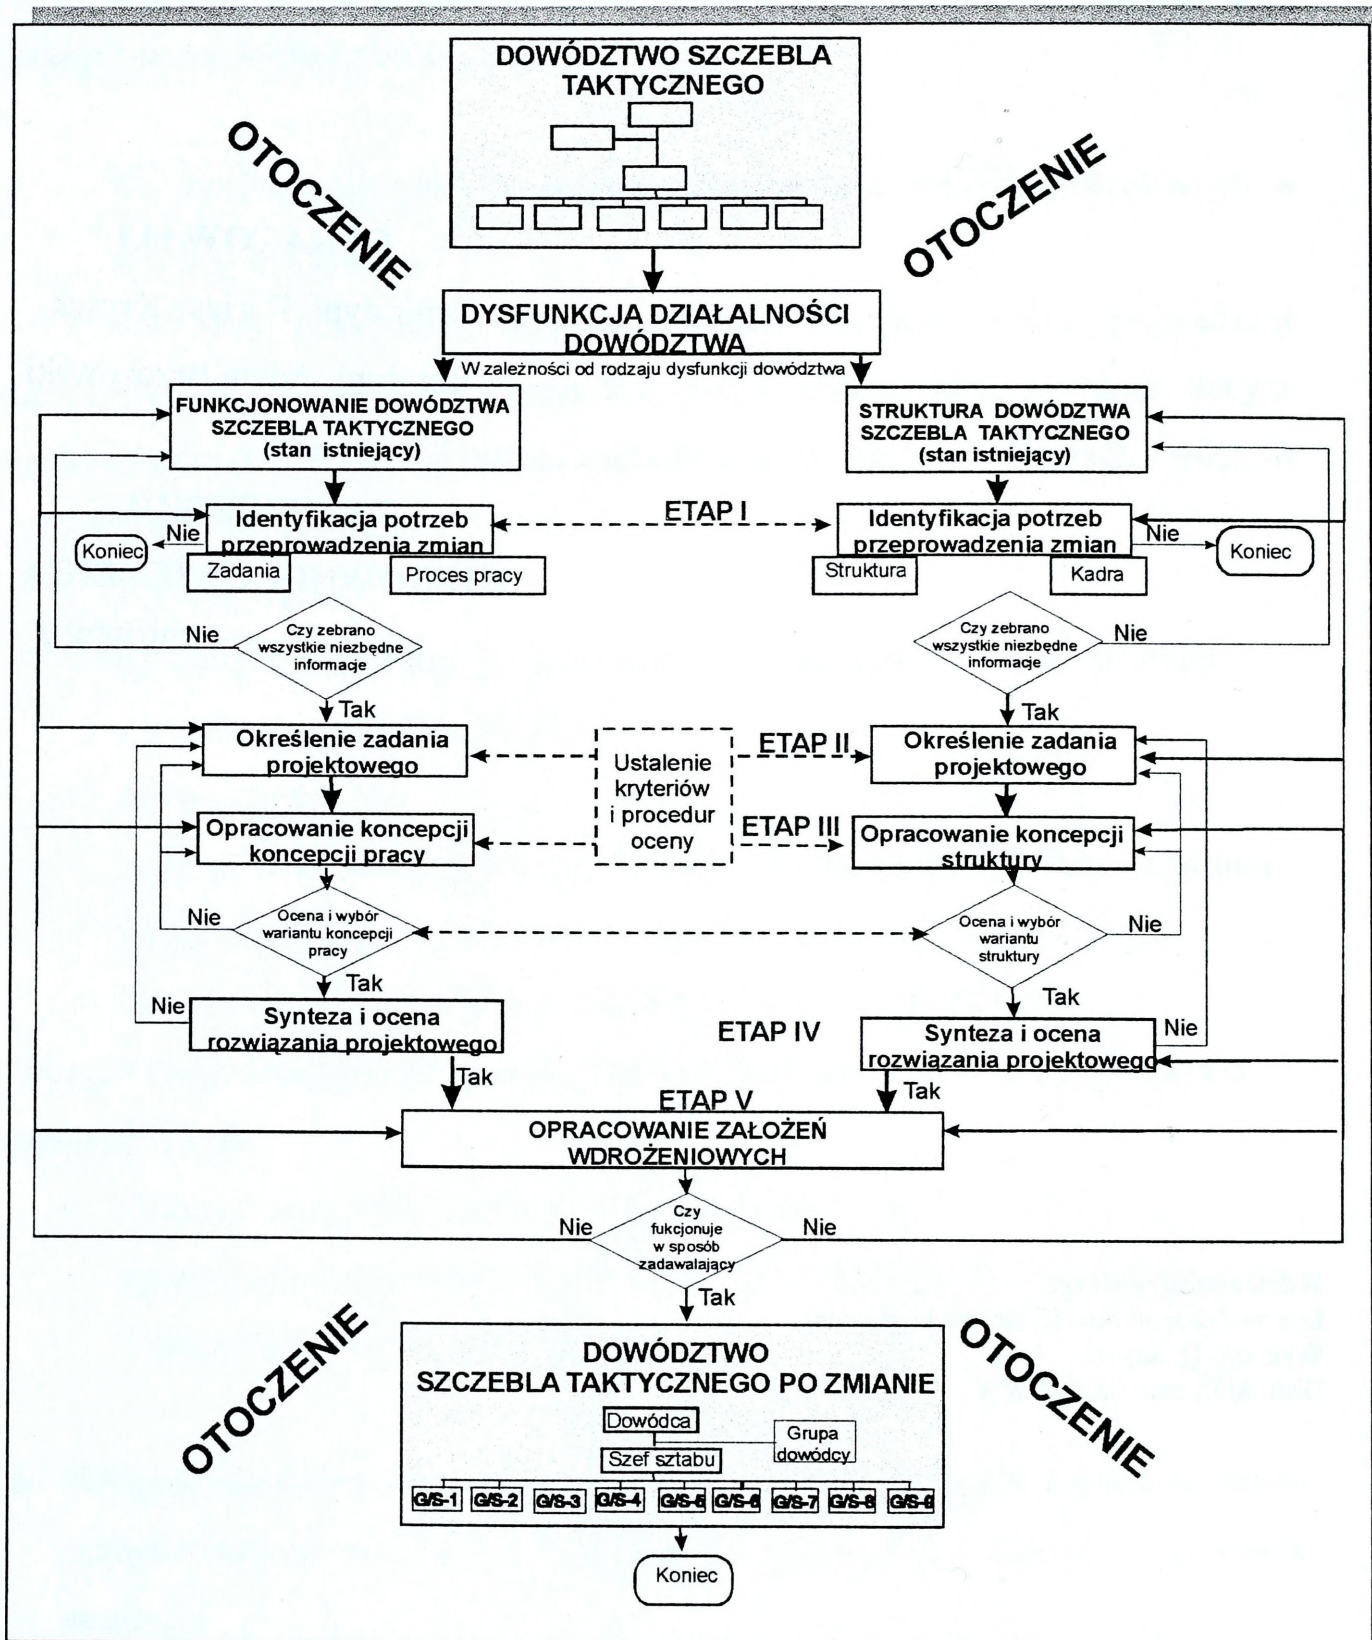 DOWÓDZTWO SZCZEBLA
TAKTYCZNEGO
OTOCZENIE
OTOCZENIE
DYSFUNKCJA DZIAŁALNOŚCI
DOWÓDZTWA
W zależności od rodzaju dysfunkcji dowództwa
FUNKCJONOWANIE DOWÓDZTWA
SZCZEBLA TAKTYCZNEGO
(stan istniejący)
STRUKTURA DOWÓDZTWA
SZCZEBLA TAKTYCZNEGO
(stan istniejący)
ETAP I
Identyfikacja potrzeb
przeprowadzenia zmian
Nie
Koniec
Zadania
Proces pracy
Identyfikacja potrzeb
przeprowadzenia zmian
Nie
Koniec
Struktura
Kadra
Nie
Czy zebrano
wszystkie niezbędne
informacje
Tak
Czy zebrano
wszystkie niezbędne
informacje
Nie
Tak
Określenie zadania
projektowego
Ustalenie
kryteriów
i procedur
oceny
ETAP II
Określenie zadania
projektowego
Opracowanie koncepcji
koncepcji pracy
ETAP III
Opracowanie koncepcji
struktury
Nie
Ocena i wybór
wariantu koncepcji
pracy
Tak
Ocena i wybór
wariantu
struktury
Nie
Tak
Nie
Synteza i ocena
rozwiązania projektowego
Tak
ETAP IV
Synteza i ocena
rozwiązania projektowego
Nie
Tak
ETAP V
OPRACOWANIE ZAŁOŻEŃ
WDROŻENIOWYCH
Nie
Czy
fukcjonuje
w sposób
zadawalający
Nie
Tak
OTOCZENIE
OTOCZENIE
DOWÓDZTWO
SZCZEBLA TAKTYCZNEGO PO ZMIANIE
Dowódca
Grupa
dowódcy
Szef sztabu
G/S-1 G/S-2 G/S-3 G/S-4 G/S-5 G/S-6 G/S-7 G/S-8 G/S-9
Koniec